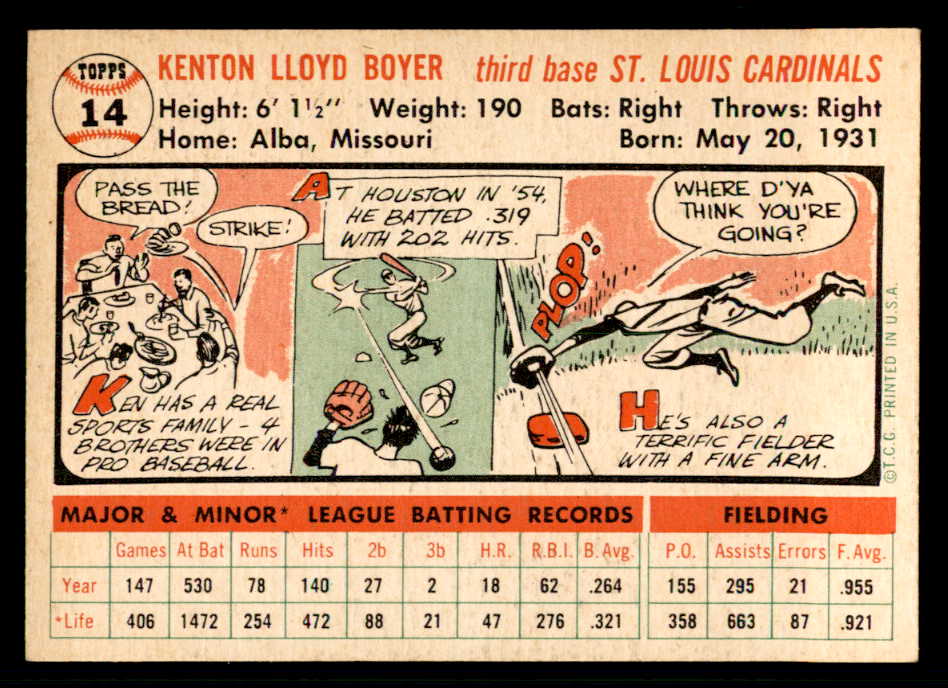 TOPPS
14
KENTON LLOYD BOYER third base ST. LOUIS CARDINALS
Height: 6' 1½" Weight: 190 Bats: Right Throws: Right
Home: Alba, Missouri Born: May 20, 1931
PASS THE
BREAD!
STRIKE!
KEN HAS A REAL
SPORTS FAMILY - 4
BROTHERS WERE IN
PRO BASEBALL.
AT HOUSTON IN '54,
HE BATTED .319
WITH 202 HITS.
WHERE D'YA
THINK YOU'RE
GOING?
PLOP!
HE'S ALSO A
TERRIFIC FIELDER
WITH A FINE ARM.
©T.C.G. PRINTED IN U.S.A.
MAJOR & MINOR* LEAGUE BATTING RECORDS FIELDING
Games At Bat Runs Hits 2b 3b H.R. R.B.I. B. Avg. P.O. Assists Errors F. Avg.
Year 147 530 78 140 27 2 18 62 .264 155 295 21 .955
*Life 406 1472 254 472 88 21 47 276 .321 358 663 87 .921